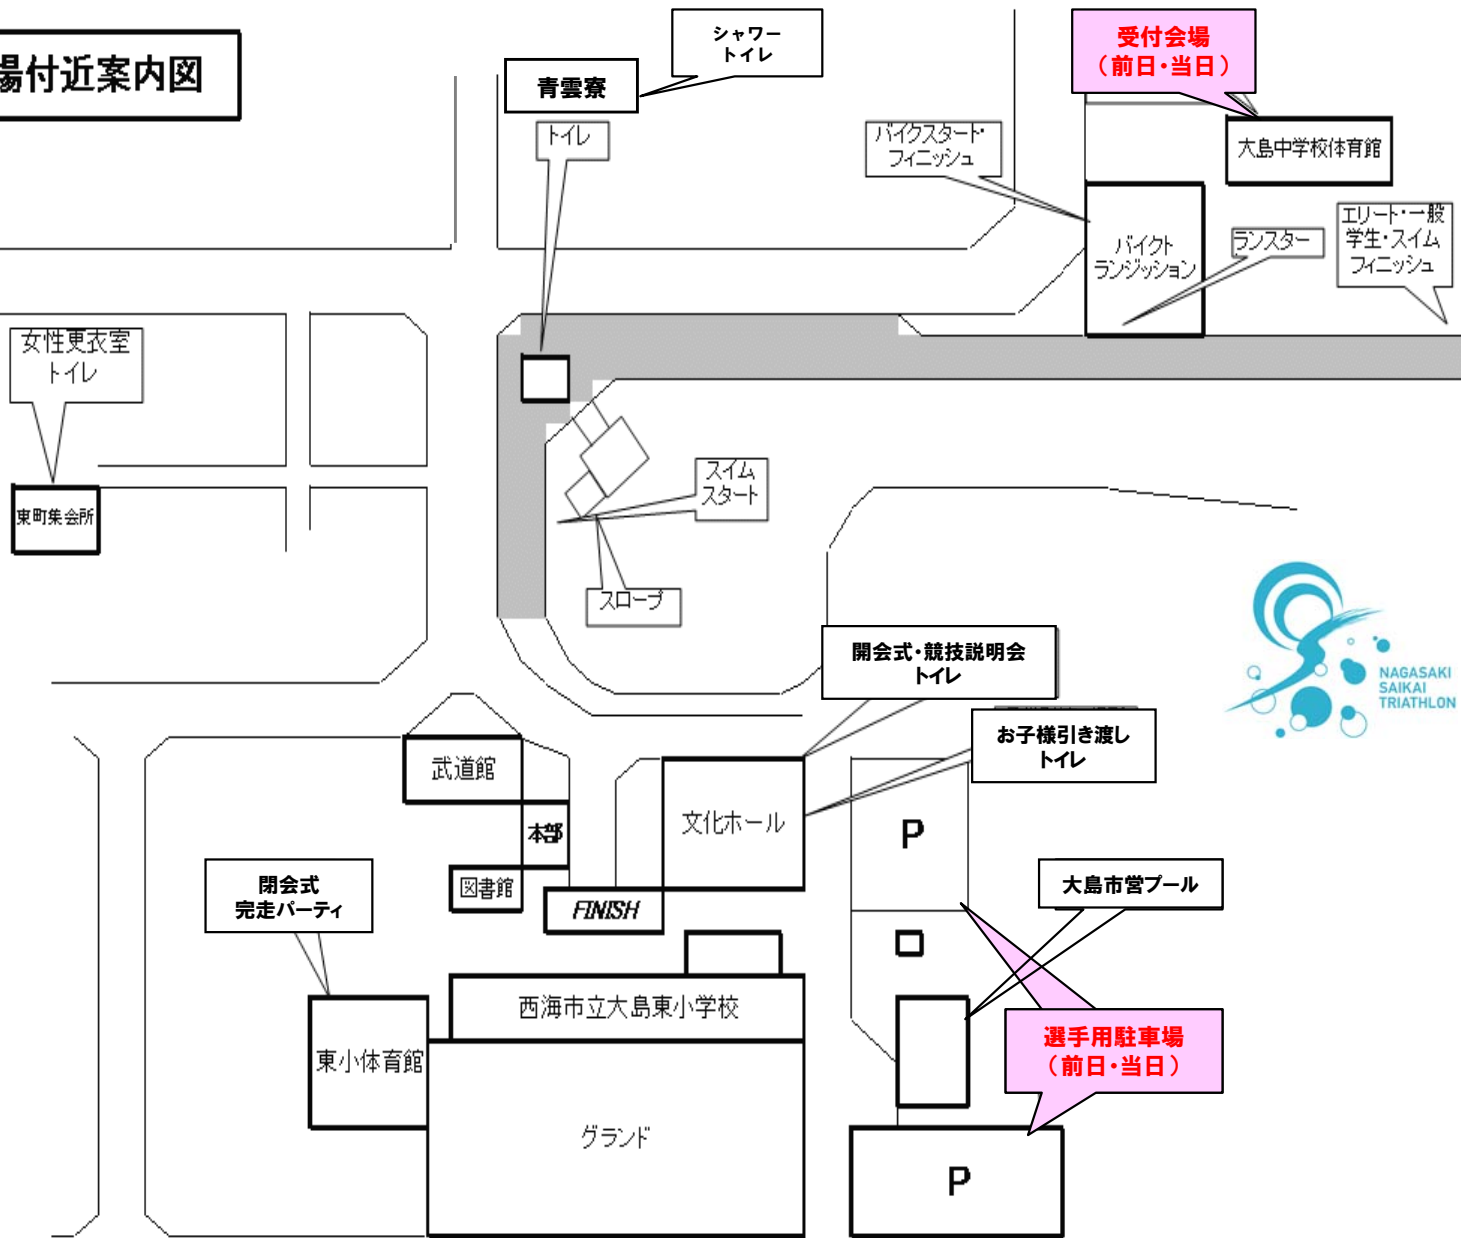 場付近案内図
シャワー
トイレ
受付会場
（前日・当日）
青雲寮
トイレ
バイクスタート・
フィニッシュ
大島中学校体育館
エリート・一般
学生・スイム
フィニッシュ
ランスター
バイクト
ランジッション
女性更衣室
トイレ
東町集会所
スイム
スタート
スロープ
開会式・競技説明会
トイレ
NAGASAKI
SAIKAI
TRIATHLON
お子様引き渡し
トイレ
武道館
本部
文化ホール
P
図書館
FINISH
閉会式
完走パーティ
大島市営プール
西海市立大島東小学校
選手用駐車場
（前日・当日）
東小体育館
グランド
P